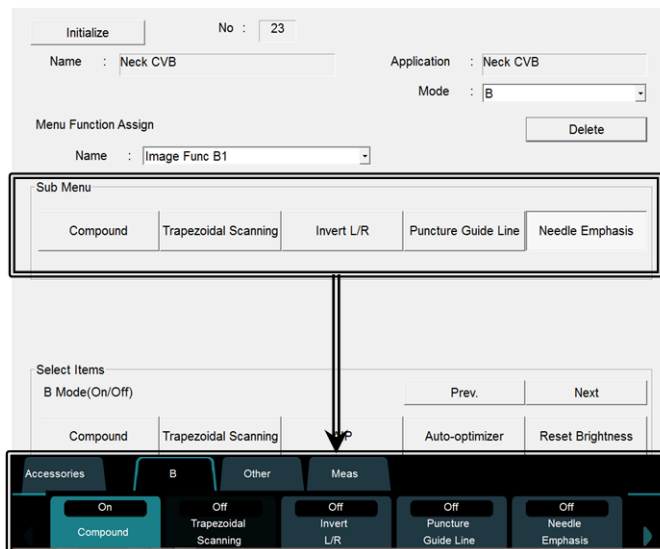 Initialize No : 23
Name : Neck CVB Application : Neck CVB
Mode : B
Menu Function Assign Delete
Name : Image Func B1
Sub Menu
Compound Trapezoidal Scanning Invert L/R Puncture Guide Line Needle Emphasis
Select Items
B Mode(On/Off) Prev. Next
Compound Trapezoidal Scanning Auto-optimizer Reset Brightness
Accessories B Other Meas
On Off Off Off Off
Compound Trapezoidal Scanning Invert L/R Puncture Guide Line Needle Emphasis